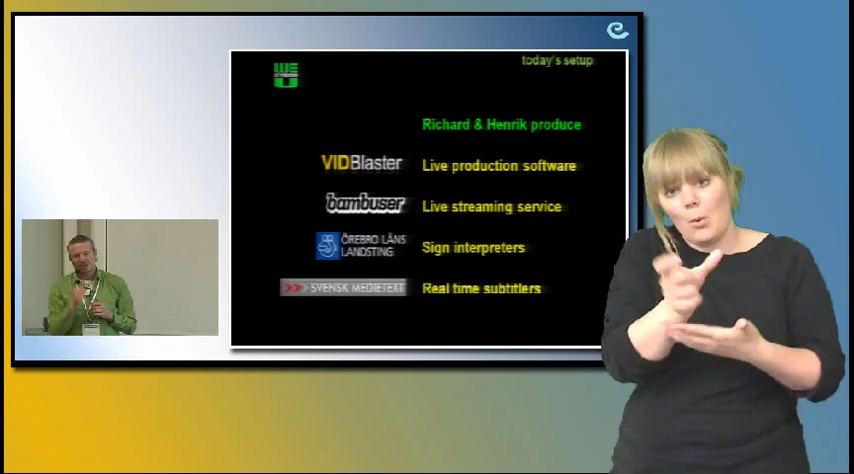 today's setup
WE
Richard & Henrik produce
VIDBlaster
Live production software
bambuser
Live streaming service
ÖREBRO LÄNS
LANDSTING
Sign interpreters
SVENSK MEDIETEXT
Real time subtitlers